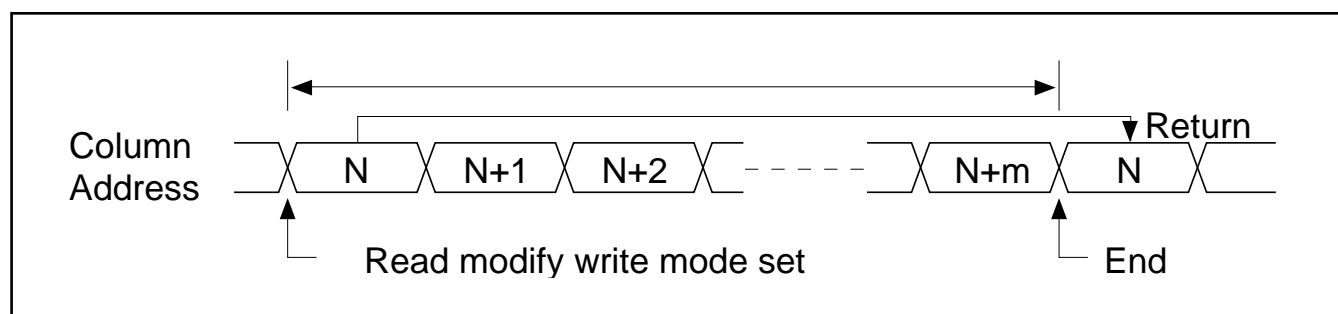 Return
Column
Address
N N+1 N+2 N+m N
Read modify write mode set End